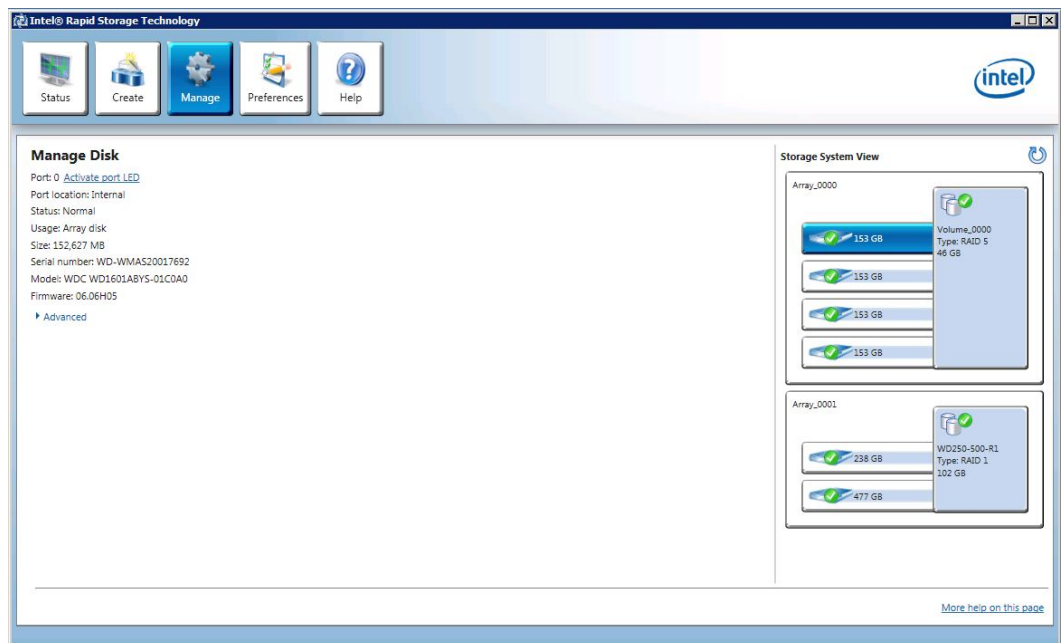 Intel® Rapid Storage Technology
Status
Create
Manage
Preferences
Help
intel
Manage Disk
Port: 0 Activate port LED
Port location: Internal
Status: Normal
Usage: Array disk
Size: 152,627 MB
Serial number: WD-WMAS20017692
Model: WDC WD1601ABYS-01C0A0
Firmware: 06.06H05
Advanced
Storage System View
Array_0000
153 GB
153 GB
153 GB
153 GB
Volume_0000
Type: RAID 5
46 GB
Array_0001
238 GB
477 GB
WD250-500-R1
Type: RAID 1
102 GB
More help on this page